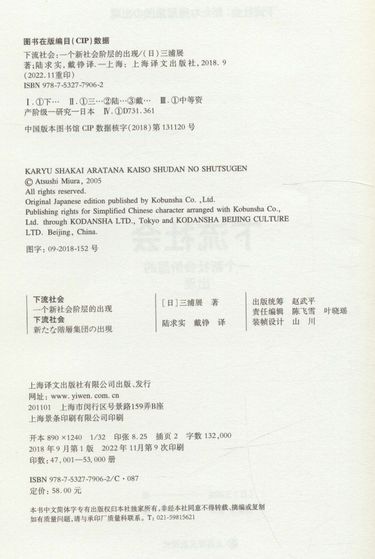 图书在版编目(CIP)数据
下流社会:一个新社会阶层的出现/(日)三浦展
著;陆求实,戴铮译.—上海:上海译文出版社,2018.9
(2022.11重印)
ISBN 978-7-5327-7906-2
Ⅰ.①下… Ⅱ.①三…②陆…③戴… Ⅲ.①中等资
产阶级—研究—日本 Ⅳ.①D731.361
中国版本图书馆CIP数据核字(2018)第131120号
KARYU SHAKAI ARATANA KAISO SHUDAN NO SHUTSUGEN
© Atsushi Miura, 2005
All rights reserved.
Original Japanese edition published by Kobunsha Co. ,Ltd.
Publishing rights for Simplified Chinese character arranged with Kobunsha Co.,
Ltd. through KODANSHA LTD., Tokyo and KODANSHA BEIJING CULTURE
LTD. Beijing, China.
图字:09-2018-152号
下流社会
一个新社会阶层的出现
下流社会
新たな階層集団の出現
[日]三浦展 著
陆求实 戴铮 译
出版统筹 赵武平
责任编辑 陈飞雪 叶晓瑶
装帧设计 山川
上海译文出版社有限公司出版、发行
网址:www.yiwen.com.cn
201101 上海市闵行区号景路159弄B座
上海景条印刷有限公司印刷
开本 890×1240 1/32 印张 8.25 插页 2 字数 132,000
2018年9月第1版 2022年11月第9次印刷
印数:47,001—53,000册
ISBN 978-7-5327-7906-2/C·087
定价:58.00元
本书中文简体字专有出版权归本社独家所有,非经本社同意不得转载、摘编或复制
如有质量问题,请与承印厂质量科联系。T:021-59815621